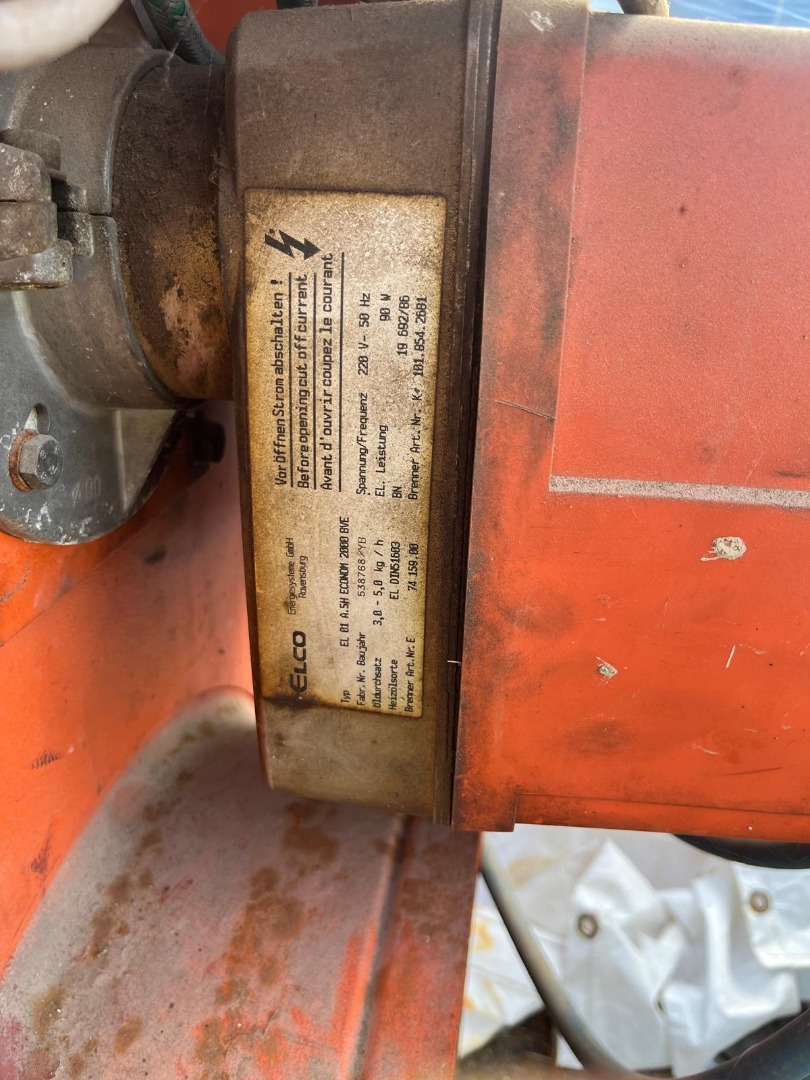 ELCO
Energiesysteme GmbH
Ravensburg
Vor Öffnen Strom abschalten !
Before opening cut off current
Avant d'ouvrir coupez le courant
Typ EL 01 A.5H ECONOM 2000 BVE
Fabr.Nr. Baujahr 538768/YB
Öldurchsatz 3,0 - 5,0 kg / h
Heizölsorte EL DIN51603
Brenner Art.Nr.E 74 159.00
Spannung/Frequenz 220 V~ 50 Hz
EL. Leistung 90 W
BN 19 692/86
Brenner Art. Nr. K+ 101.854.2601